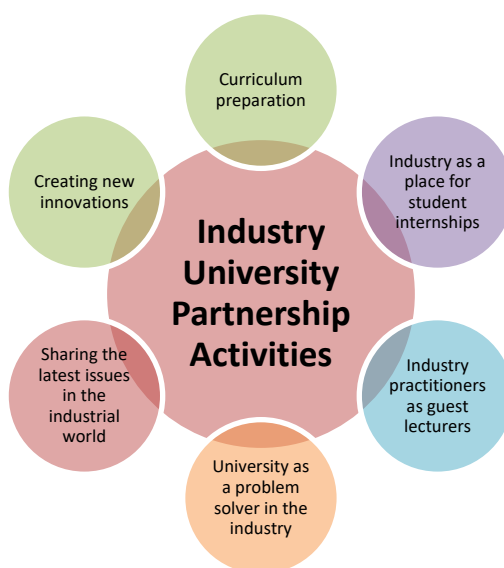 Curriculum
preparation
Industry as a
place for
student
internships
Industry
practitioners
as guest
lecturers
University as
a problem
solver in the
industry
Sharing the
latest issues
in the
industrial
world
Creating new
innovations
Industry
University
Partnership
Activities